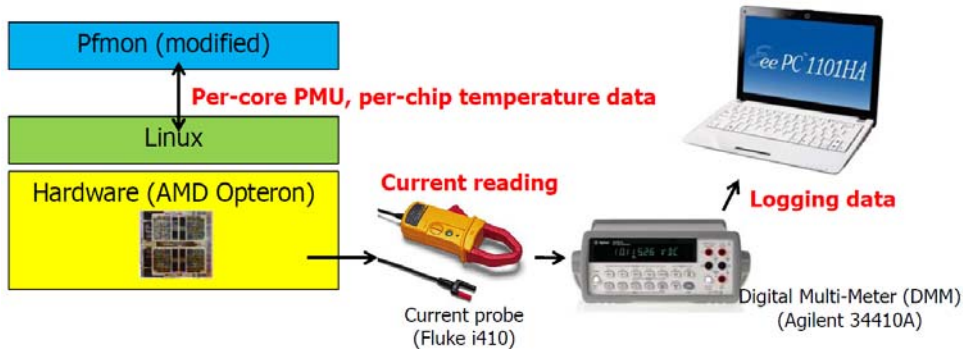 Pfmon (modified)
Per-core PMU, per-chip temperature data
Linux
Hardware (AMD Opteron)
Current reading
Current probe
(Fluke i410)
Logging data
Digital Multi-Meter (DMM)
(Agilent 34410A)
Eee PC 1101HA